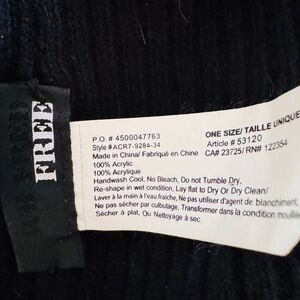 FREE
P.O. # 4500047763
Style # ACR7-9284-34
Made in China/ Fabriqué en Chine
100% Acrylic
100% Acrylique
ONE SIZE/ TAILLE UNIQUE
Article # 53120
CA# 23725/ RN# 122354
Handwash Cool, No Bleach, Do not Tumble Dry,
Re-shape in wet condition, Lay flat to Dry Or Dry Clean/
Laver à la main à l'eau fraiche, Ne pas utiliser d'agent de blanchiment,
Ne pas sécher par culbutage, Transformer dans la condition
Sécher à plat, Ou Nettoyage à sec.